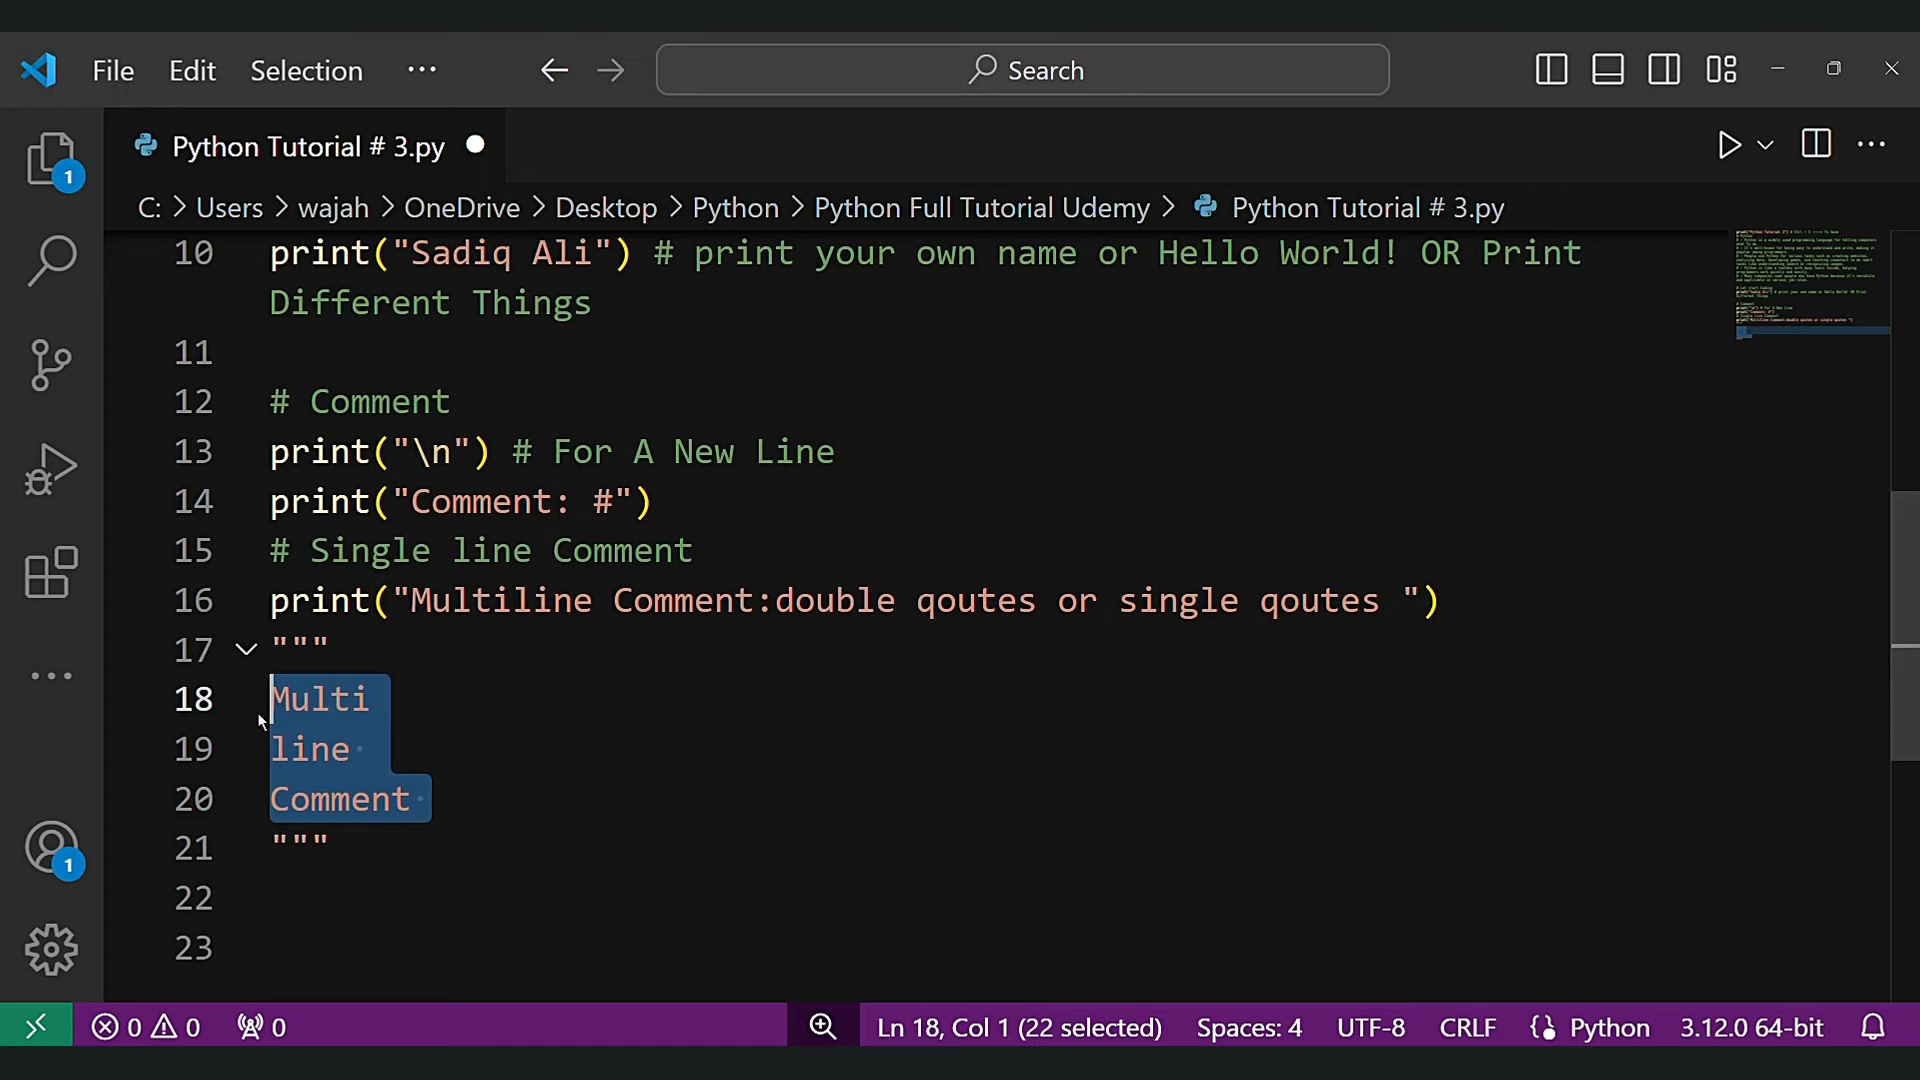 File Edit Selection ··· Search
Python Tutorial # 3.py
1
C: > Users > wajah > OneDrive > Desktop > Python > Python Full Tutorial Udemy > Python Tutorial # 3.py
10 print("Sadiq Ali") # print your own name or Hello World! OR Print
Different Things
11
12 # Comment
13 print("\n") # For A New Line
14 print("Comment: #")
15 # Single line Comment
16 print("Multiline Comment:double qoutes or single qoutes ")
17 """
18 Multi
19 line
20 Comment
21 """
22
23
1
0 0 0 Ln 18, Col 1 (22 selected) Spaces: 4 UTF-8 CRLF Python 3.12.0 64-bit